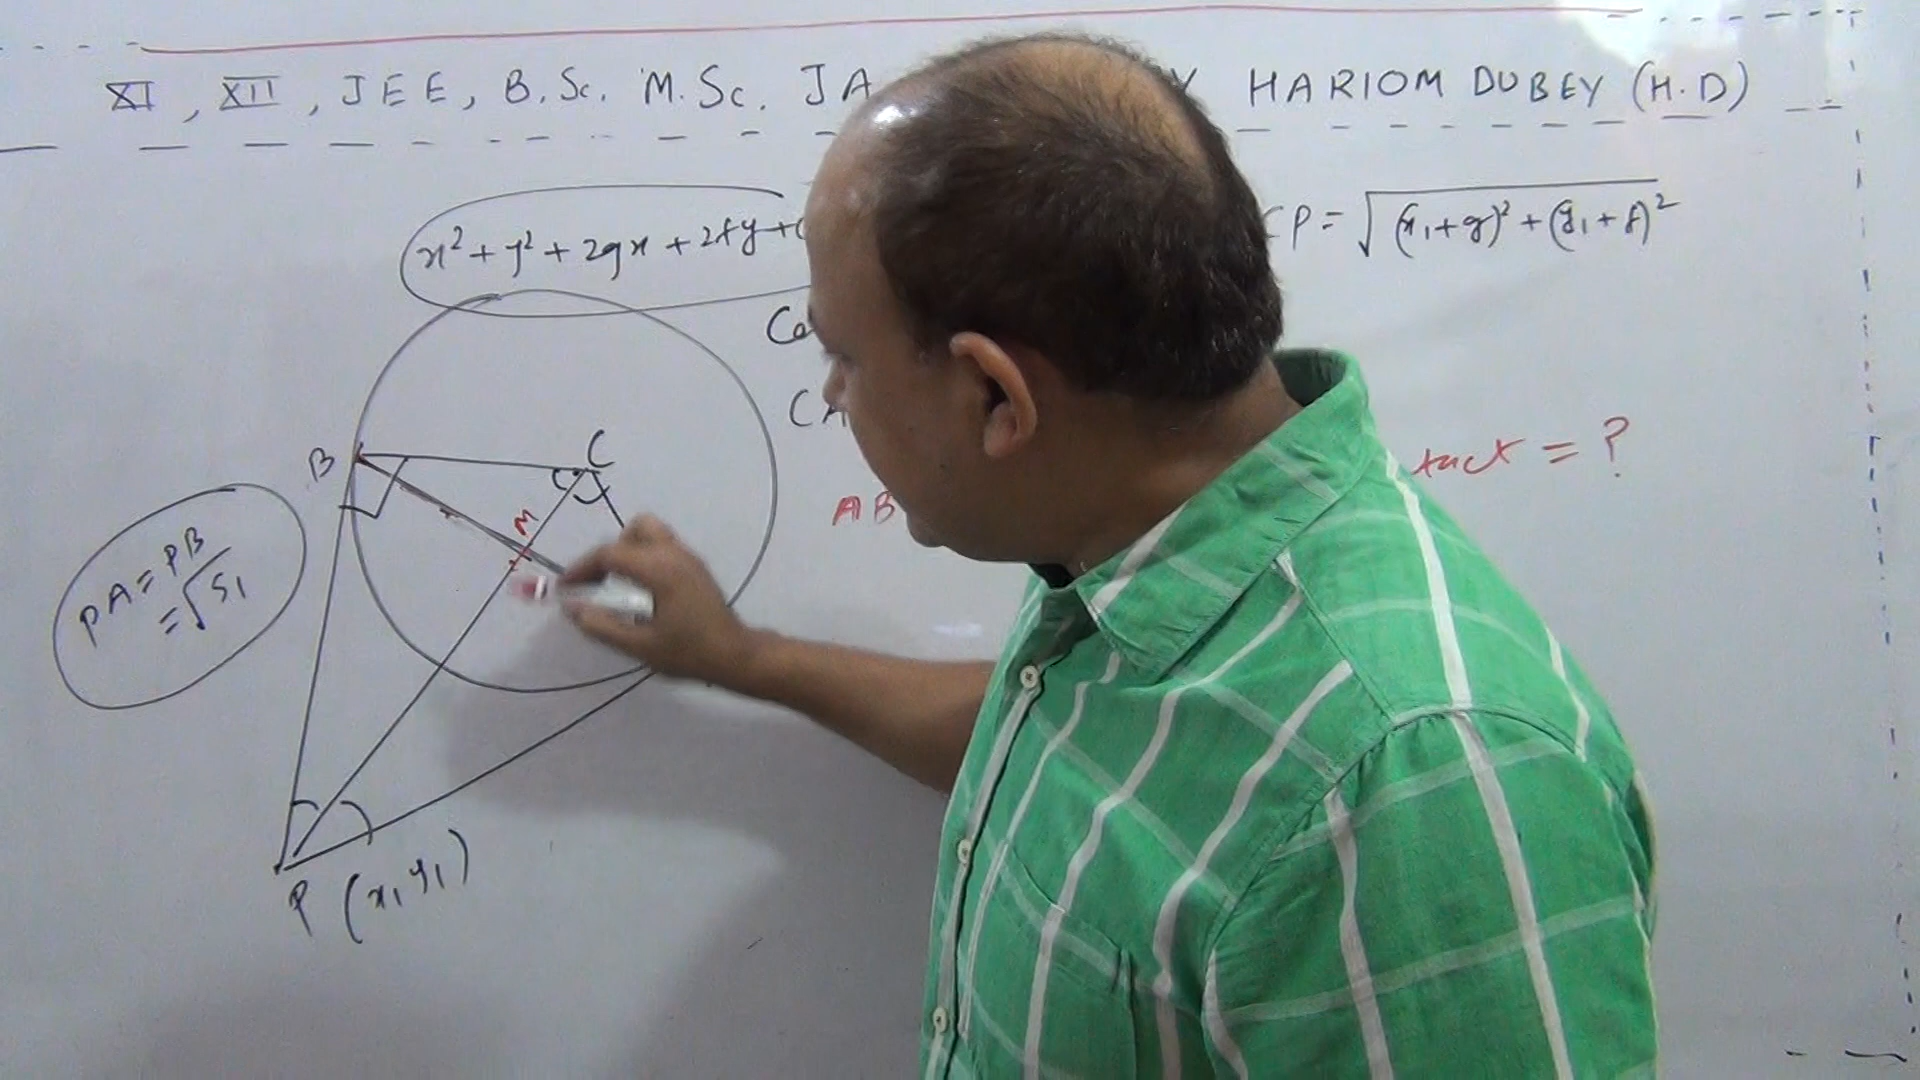 XI, XII, JEE, B.Sc. M.Sc. JA HARIOM DUBEY (H.D)
x² + y² + 2gx + 2fy + C
CP = √(x₁+g)² + (y₁+f)²
CA
AB = ?
B
C
M
PA = PB
= √S₁
P (x₁ y₁)